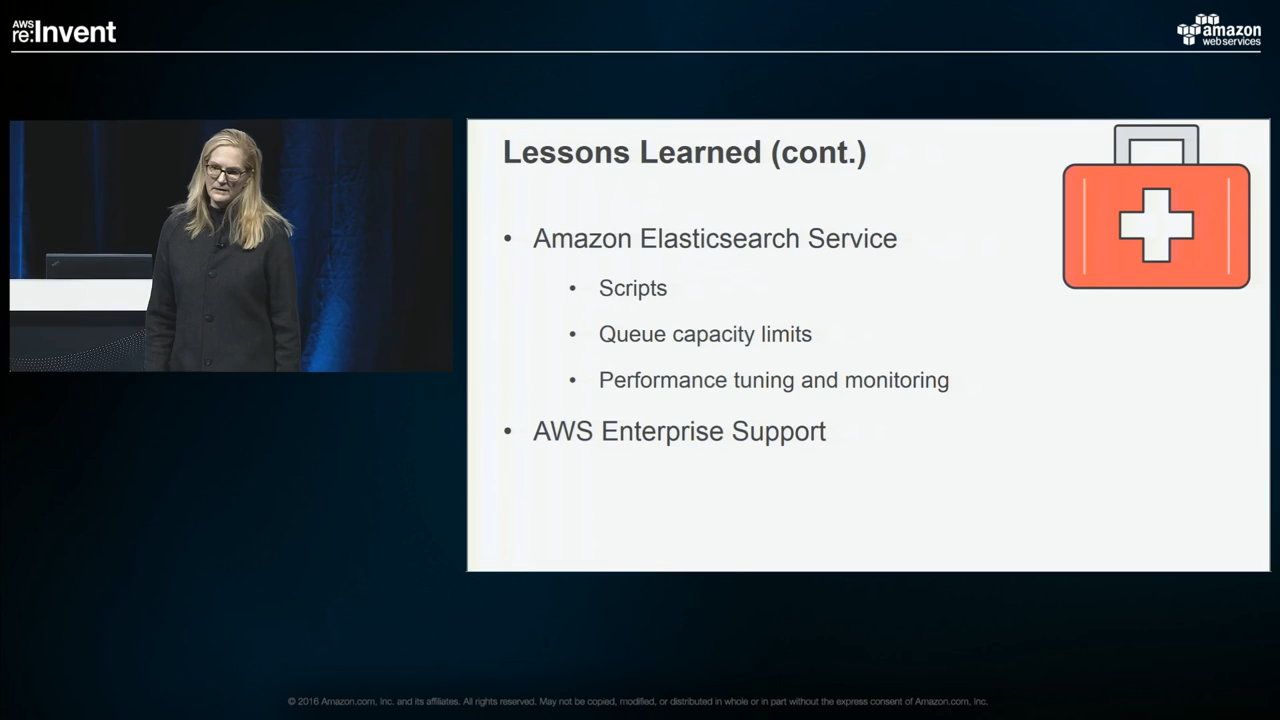 AWS
re:Invent
amazon
web services
Lessons Learned (cont.)
• Amazon Elasticsearch Service
• Scripts
• Queue capacity limits
• Performance tuning and monitoring
• AWS Enterprise Support
© 2016 Amazon.com, Inc. and its affiliates. All rights reserved. May not be copied, modified, or distributed in whole or in part without the express consent of Amazon.com, Inc.